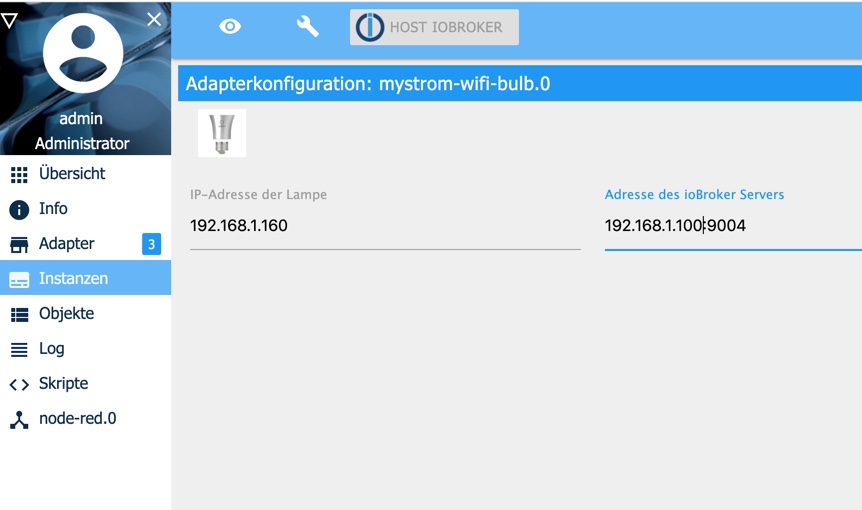 HOST IOBROKER
Adapterkonfiguration: mystrom-wifi-bulb.0
admin
Administrator
Übersicht
Info
Adapter 3
Instanzen
Objekte
Log
Skripte
node-red.0
IP-Adresse der Lampe
192.168.1.160
Adresse des ioBroker Servers
192.168.1.100:9004